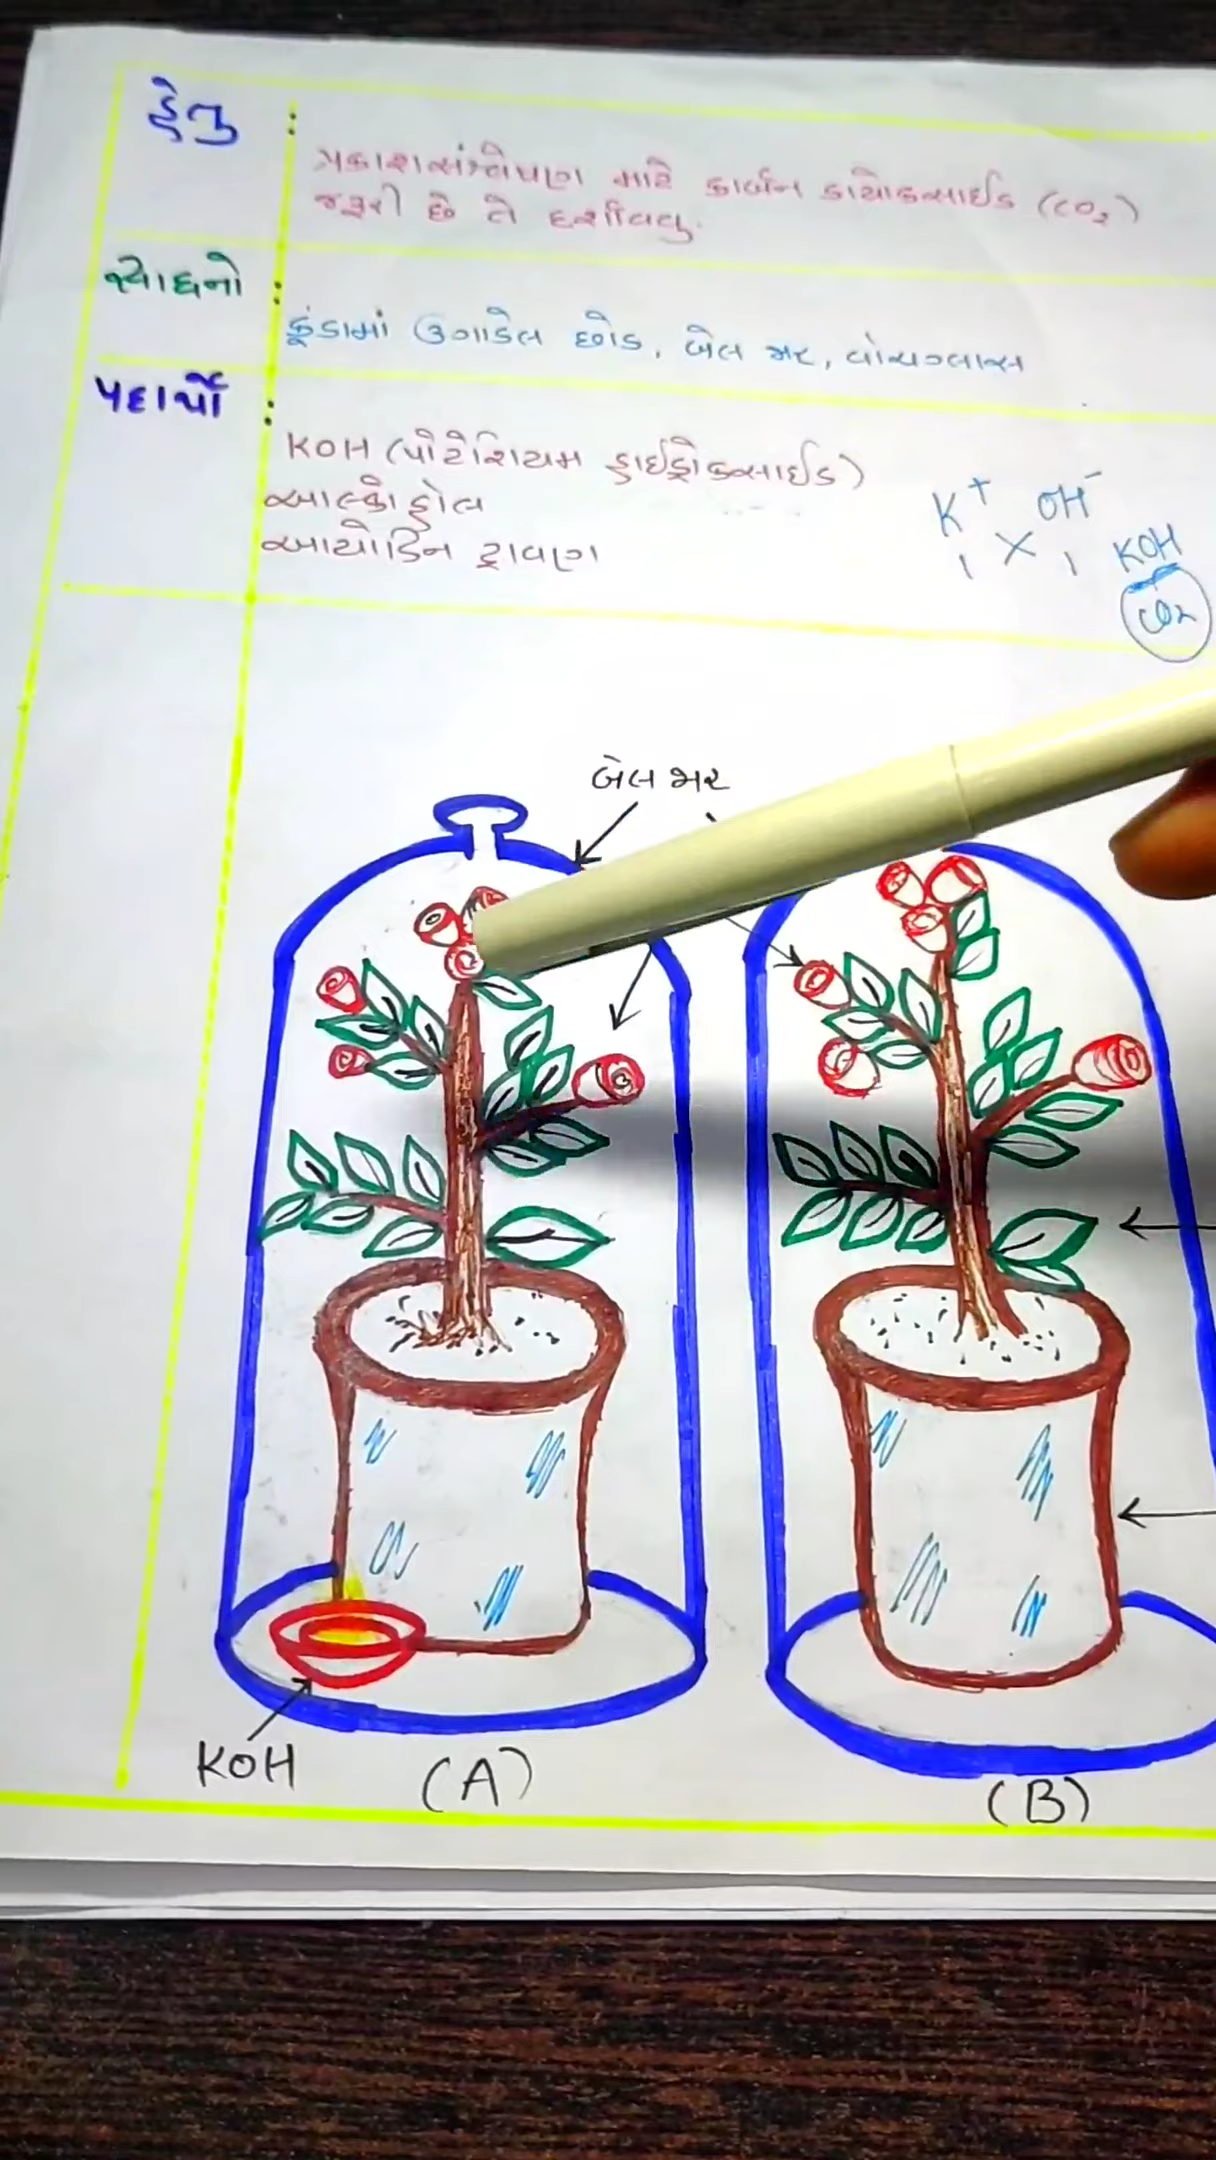 હેતુ :
પ્રકાશસંશ્લેષણ માટે કાર્બન ડાયોક્સાઈડ (CO₂)
જરૂરી છે તે દર્શાવવુ.
સાધનો :
કૂંડામાં ઉગાડેલ છોડ, બેલ જાર, વોચગ્લાસ
પદાર્થો :
KOH (પોટેશિયમ હાઈડ્રોક્સાઈડ)
આલ્કોહોલ
આયોડિન દ્રાવણ
K⁺ OH⁻
1 X 1 KOH
CO₂
બેલ જાર
KOH
(A)
(B)